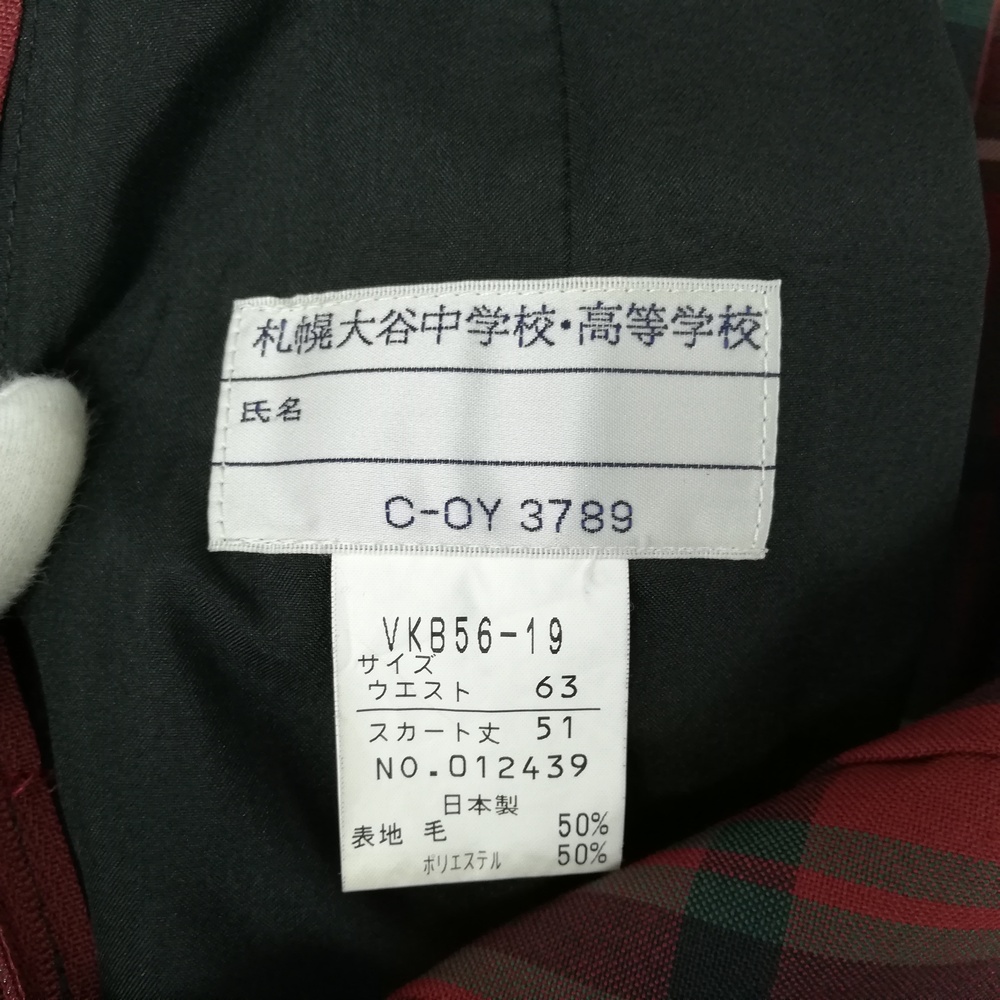 札幌大谷中学校・高等学校
氏名
C-OY 3789
VKB56-19
サイズ
ウエスト 63
スカート丈 51
NO.012439
日本製
表地 毛 50%
ポリエステル 50%